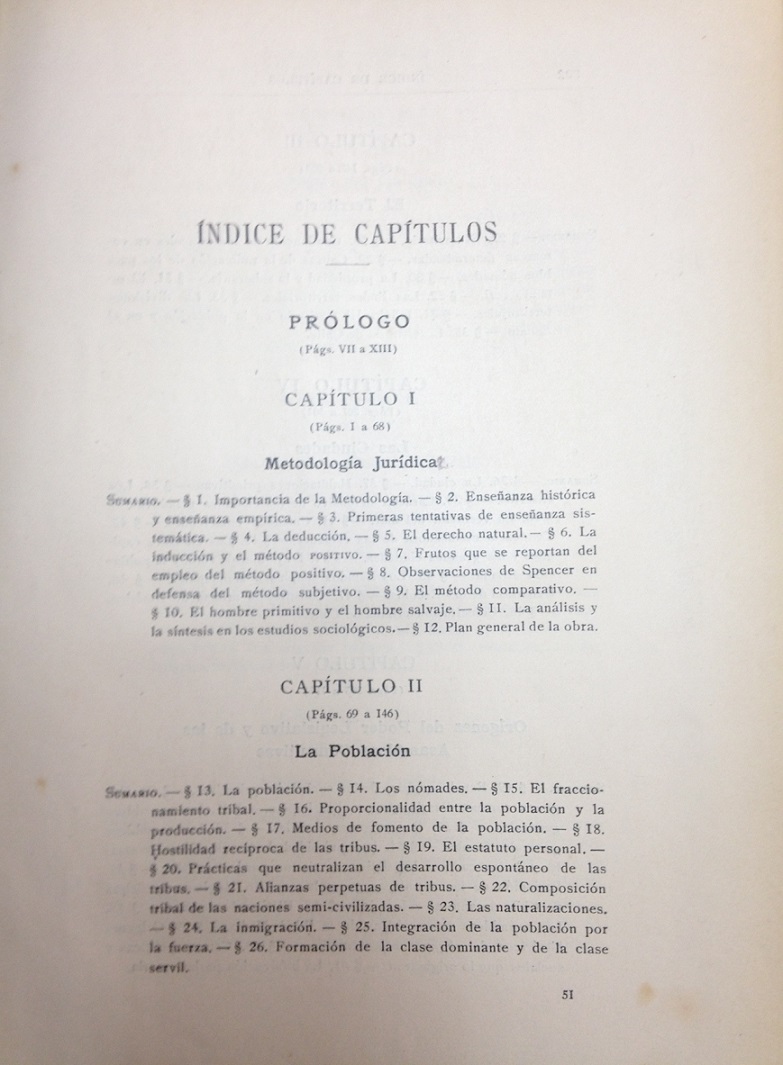 ÍNDICE DE CAPÍTULOS
PRÓLOGO
(Págs. VII a XIII)
CAPÍTULO I
(Págs. I a 68)
Metodología Jurídica
Sumario. — § 1. Importancia de la Metodología. — § 2. Enseñanza histórica
y enseñanza empírica. — § 3. Primeras tentativas de enseñanza sis-
temática. — § 4. La deducción. — § 5. El derecho natural. — § 6. La
inducción y el método positivo. — § 7. Frutos que se reportan del
empleo del método positivo. — § 8. Observaciones de Spencer en
defensa del método subjetivo. — § 9. El método comparativo. —
§ 10. El hombre primitivo y el hombre salvaje. — § 11. La análisis y
la síntesis en los estudios sociológicos. — § 12. Plan general de la obra.
CAPÍTULO II
(Págs. 69 a 146)
La Población
Sumario. — § 13. La población. — § 14. Los nómades. — § 15. El fraccio-
namiento tribal. — § 16. Proporcionalidad entre la población y la
producción. — § 17. Medios de fomento de la población. — § 18.
Hostilidad reciproca de las tribus. — § 19. El estatuto personal. —
§ 20. Prácticas que neutralizan el desarrollo espontáneo de las
tribus. — § 21. Alianzas perpetuas de tribus. — § 22. Composición
tribal de las naciones semi-civilizadas. — § 23. Las naturalizaciones.
— § 24. La inmigración. — § 25. Integración de la población por
la fuerza. — § 26. Formación de la clase dominante y de la clase
servil.
51